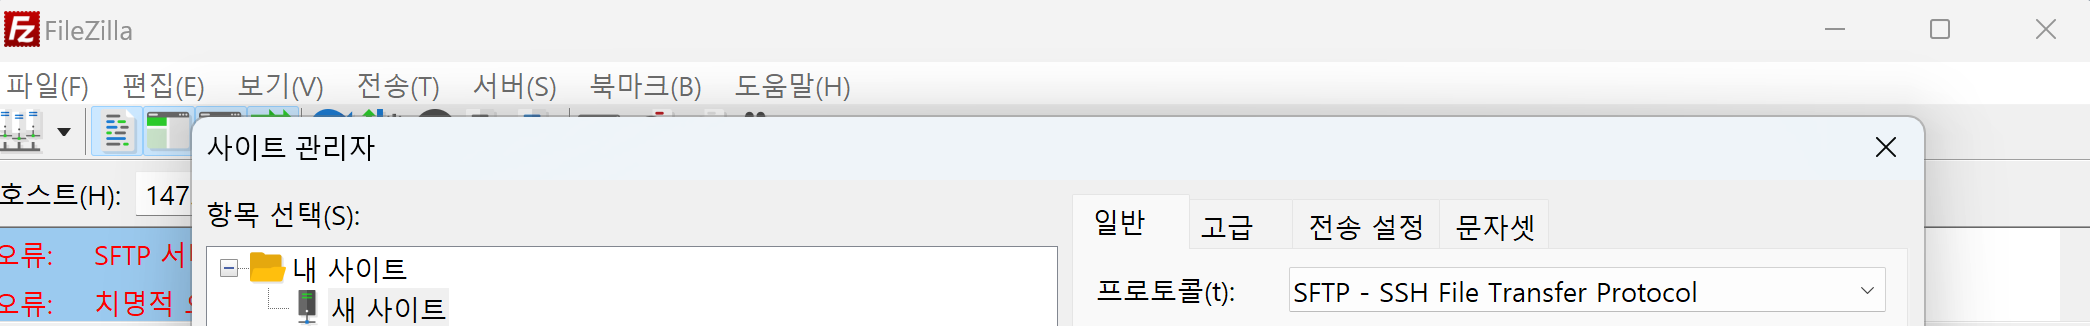 FileZilla
파일(F) 편집(E) 보기(V) 전송(T) 서버(S) 북마크(B) 도움말(H)
사이트 관리자
호스트(H): 147
항목 선택(S):
일반 고급 전송 설정 문자셋
오류: SFTP
내 사이트
프로토콜(t): SFTP - SSH File Transfer Protocol
오류: 치명적
새 사이트